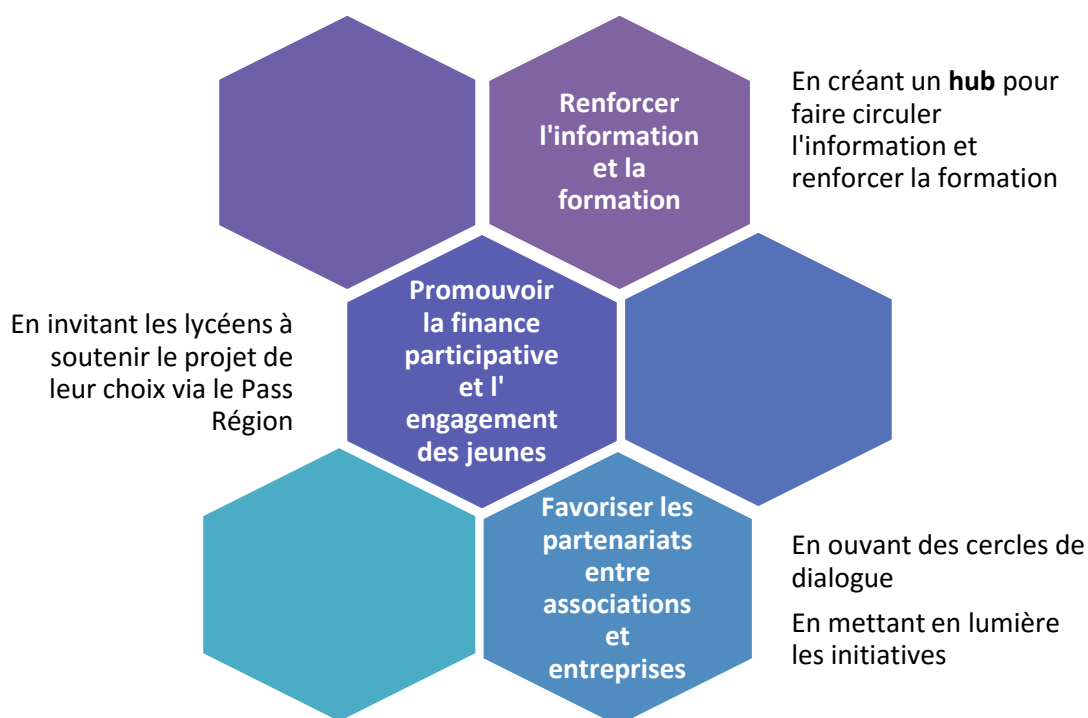 Renforcer
l'information
et la
formation
En créant un hub pour
faire circuler
l'information et
renforcer la formation
En invitant les lycéens à
soutenir le projet de
leur choix via le Pass
Région
Promouvoir
la finance
participative
et l'
engagement
des jeunes
Favoriser les
partenariats
entre
associations
et
entreprises
En ouvant des cercles de
dialogue
En mettant en lumière
les initiatives